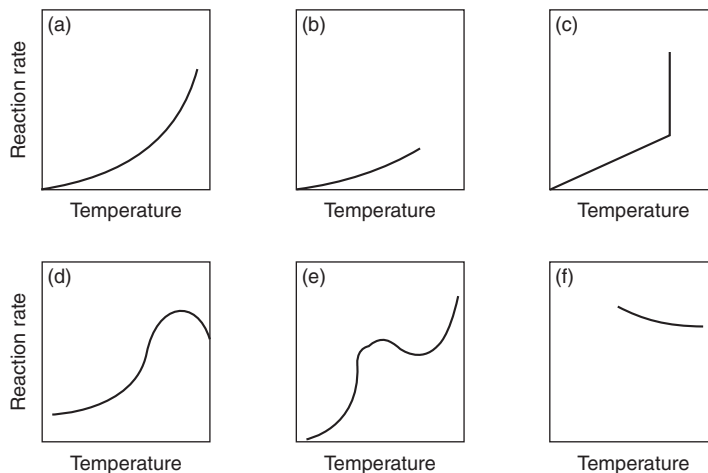 (a)
(b)
(c)
Reaction rate
Temperature
Temperature
Temperature
(d)
(e)
(f)
Reaction rate
Temperature
Temperature
Temperature